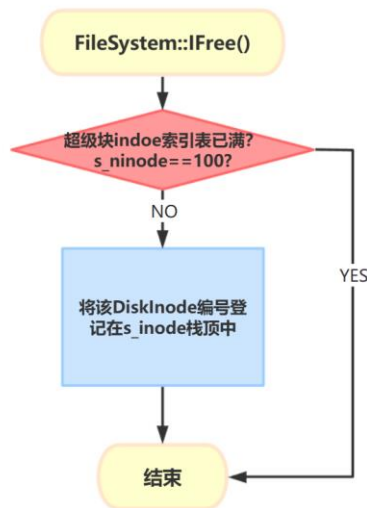 FileSystem::IFree()
超级块indoe索引表已满?
s_ninode==100?
NO
YES
将该DiskInode编号登
记在s_inode栈顶中
结束